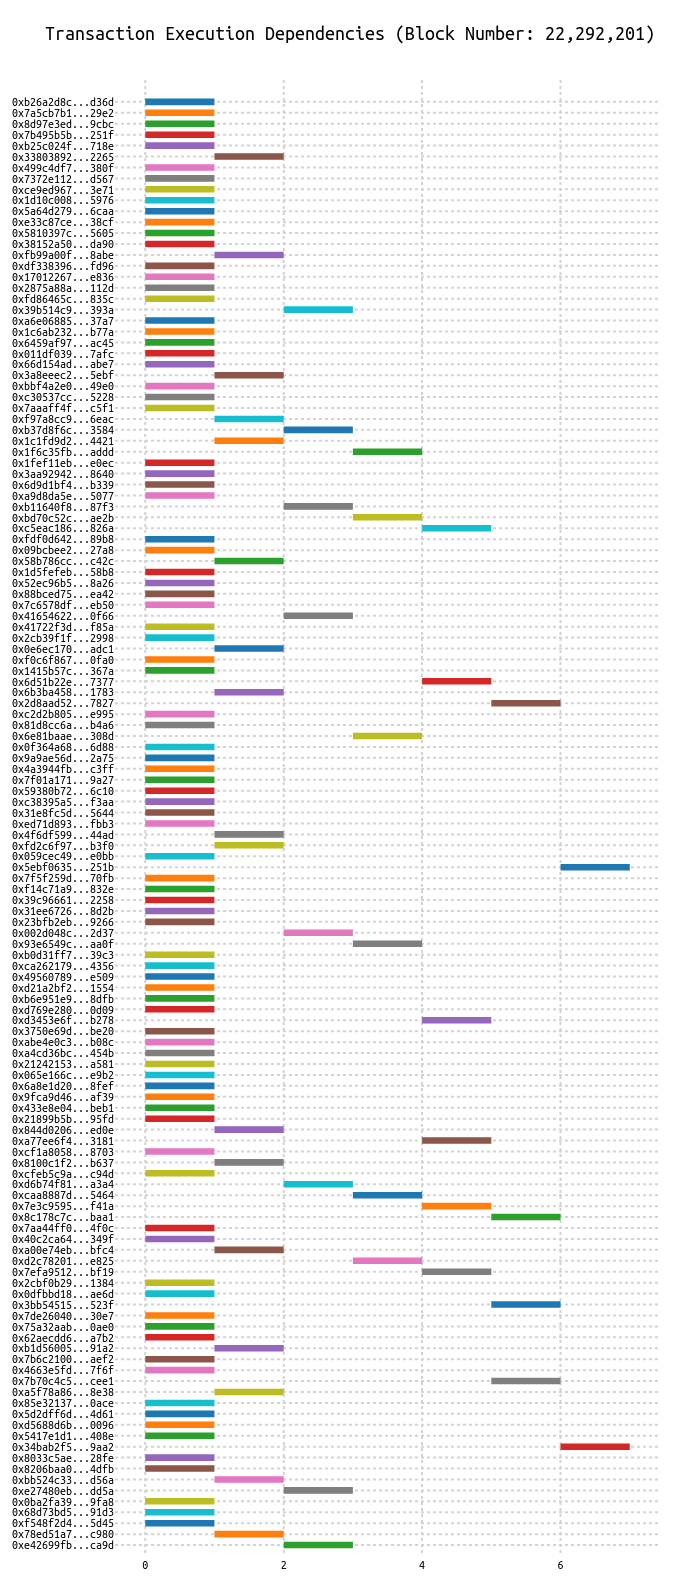 Transaction Execution Dependencies (Block Number: 22,292,201)
0xb26a2d8c...d36d
0x7a5cb7b1...29e2
0x8d97e3ed...9cbc
0x7b495b5b...251f
0xb25c024f...718e
0x33803892...2265
0x499c4df7...380f
0x7372e112...d567
0xce9ed967...3e71
0x1d10c008...5976
0x5a64d279...6caa
0xe33c87ce...38cf
0x5810397c...5605
0x38152a50...da90
0xfb99a00f...8abe
0xdf338396...fd96
0x17012267...e836
0x2875a88a...112d
0xfd86465c...835c
0x39b514c9...393a
0xa6e06885...37a7
0x1c6ab232...b77a
0x6459af97...ac45
0x011df039...7afc
0x66d154ad...abe7
0x3a8eeec2...5ebf
0xbbf4a2e0...49e0
0xc30537cc...5228
0x7aaaff4f...c5f1
0xf97a8cc9...6eac
0xb37d8f6c...3584
0x1c1fd9d2...4421
0x1f6c35fb...addd
0x1fef11eb...e0ec
0x3aa92942...8640
0x6d9d1bf4...b339
0xa9d8da5e...5077
0xb11640f8...87f3
0xbd70c52c...ae2b
0xc5eac186...826a
0xfdf0d642...89b8
0x09bcbee2...27a8
0x58b786cc...c42c
0x1d5fefeb...58b8
0x52ec96b5...8a26
0x88bced75...ea42
0x7c6578df...eb50
0x41654622...0f66
0x41722f3d...f85a
0x2cb39f1f...2998
0x0e6ec170...adc1
0xf0c6f867...0fa0
0x1415b57c...367a
0x6d51b22e...7377
0x6b3ba458...1783
0x2d8aad52...7827
0xc2d2b805...e995
0x81d8cc6a...b4a6
0x6e81baae...308d
0x0f364a68...6d88
0x9a9ae56d...2a75
0x4a3944fb...c3ff
0x7f01a171...9a27
0x59380b72...6c10
0xc38395a5...f3aa
0x31e8fc5d...5644
0xed71d893...fbb3
0x4f6df599...44ad
0xfd2c6f97...b3f0
0x059cec49...e0bb
0x5ebf0635...251b
0x7f5f259d...70fb
0xf14c71a9...832e
0x39c96661...2258
0x31ee6726...8d2b
0x23bfb2eb...9266
0x002d048c...2d37
0x93e6549c...aa0f
0xb0d31ff7...39c3
0xca262179...4356
0x49560789...e509
0xd21a2bf2...1554
0xb6e951e9...8dfb
0xd769e280...0d09
0xd3453e6f...b278
0x3750e69d...be20
0xabe4e0c3...b08c
0xa4cd36bc...454b
0x21242153...a581
0x065e166c...e9b2
0x6a8e1d20...8fef
0x9fca9d46...af39
0x433e8e04...beb1
0x21899b5b...95fd
0x844d0206...ed0e
0xa77ee6f4...3181
0xcf1a8058...8703
0x8100c1f2...b637
0xcfeb5c9a...c94d
0xd6b74f81...a3a4
0xcaa8887d...5464
0x7e3c9595...f41a
0x8c178c7c...baa1
0x7aa44ff0...4f0c
0x40c2ca64...349f
0xa00e74eb...bfc4
0xd2c78201...e825
0x7efa9512...bf19
0x2cbf0b29...1384
0x0dfbbd18...ae6d
0x3bb54515...523f
0x7de26040...30e7
0x75a32aab...0ae0
0x62aecdd6...a7b2
0xb1d56005...91a2
0x7b6c2100...aef2
0x4663e5fd...7f6f
0x7b70c4c5...cee1
0xa5f78a86...8e38
0x85e32137...0ace
0x5d2dff6d...4d61
0xd5688d6b...0096
0x5417e1d1...408e
0x34bab2f5...9aa2
0x8033c5ae...28fe
0x8206baa0...4dfb
0xbb524c33...d56a
0xe27480eb...dd5a
0x0ba2fa39...9fa8
0x68d73bd5...91d3
0xf548f2d4...5d45
0x78ed51a7...c980
0xe42699fb...ca9d
0 2 4 6